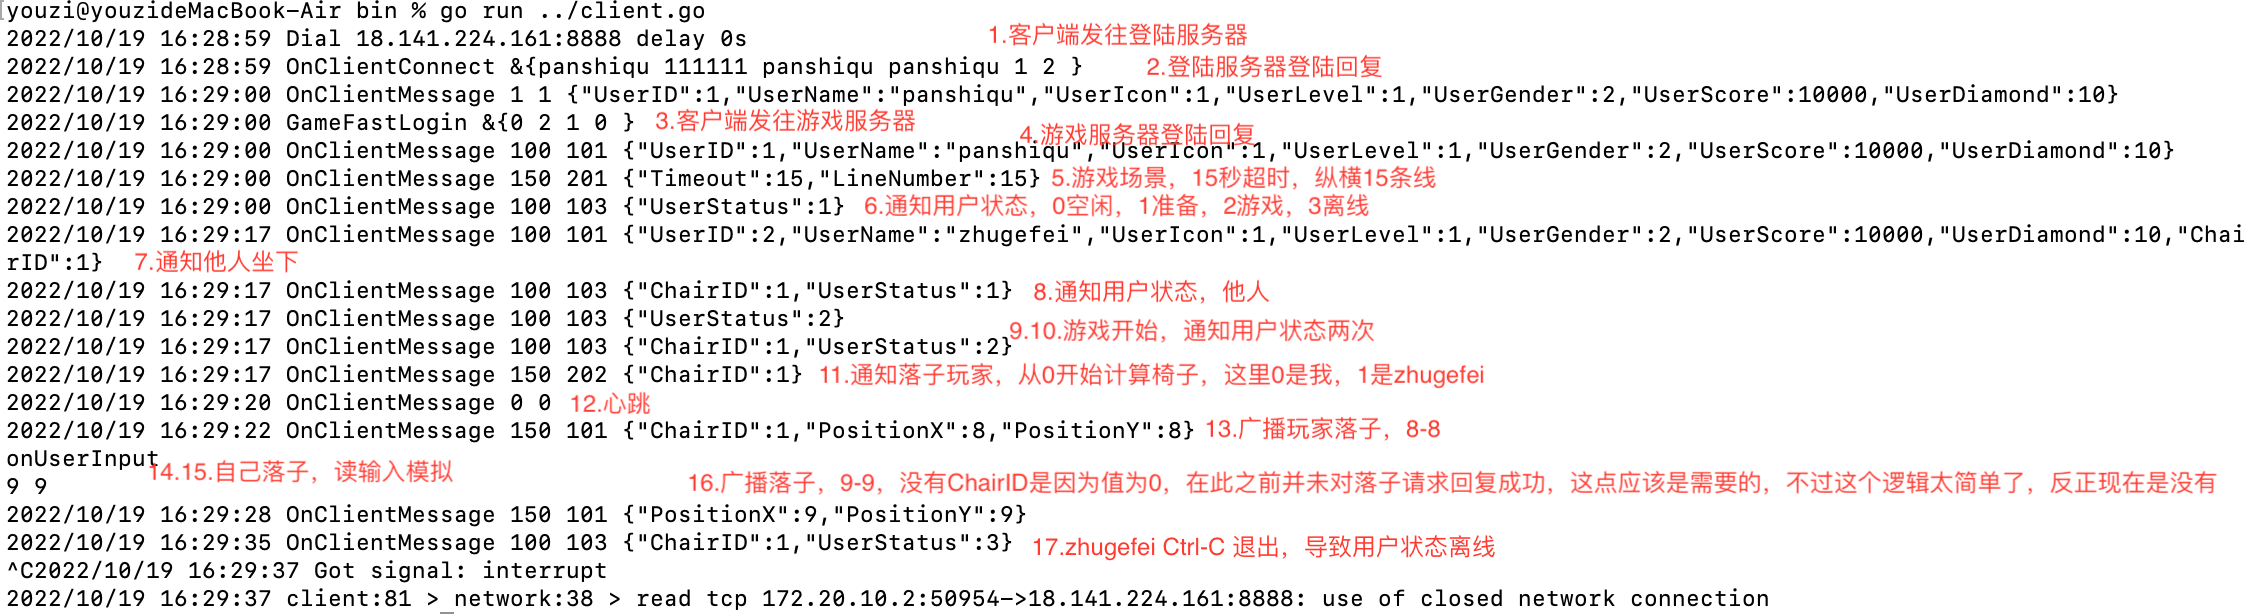 youzi@youzideMacBook-Air bin % go run ../client.go
2022/10/19 16:28:59 Dial 18.141.224.161:8888 delay 0s
1.客户端发往登陆服务器
2022/10/19 16:28:59 OnClientConnect &{panshiqu 111111 panshiqu panshiqu 1 2 }
2.登陆服务器登陆回复
2022/10/19 16:29:00 OnClientMessage 1 1 {"UserID":1,"UserName":"panshiqu","UserIcon":1,"UserLevel":1,"UserGender":2,"UserScore":10000,"UserDiamond":10}
2022/10/19 16:29:00 GameFastLogin &{0 2 1 0 }
3.客户端发往游戏服务器
4.游戏服务器登陆回复
2022/10/19 16:29:00 OnClientMessage 100 101 {"UserID":1,"UserName":"panshiqu","UserIcon":1,"UserLevel":1,"UserGender":2,"UserScore":10000,"UserDiamond":10}
2022/10/19 16:29:00 OnClientMessage 150 201 {"Timeout":15,"LineNumber":15}
5.游戏场景，15秒超时，纵横15条线
2022/10/19 16:29:00 OnClientMessage 100 103 {"UserStatus":1}
6.通知用户状态，0空闲，1准备，2游戏，3离线
2022/10/19 16:29:17 OnClientMessage 100 101 {"UserID":2,"UserName":"zhugefei","UserIcon":1,"UserLevel":1,"UserGender":2,"UserScore":10000,"UserDiamond":10,"Chai
rID":1}
7.通知他人坐下
2022/10/19 16:29:17 OnClientMessage 100 103 {"ChairID":1,"UserStatus":1}
8.通知用户状态，他人
2022/10/19 16:29:17 OnClientMessage 100 103 {"UserStatus":2}
9.10.游戏开始，通知用户状态两次
2022/10/19 16:29:17 OnClientMessage 100 103 {"ChairID":1,"UserStatus":2}
2022/10/19 16:29:17 OnClientMessage 150 202 {"ChairID":1}
11.通知落子玩家，从0开始计算椅子，这里0是我，1是zhugefei
2022/10/19 16:29:20 OnClientMessage 0 0
12.心跳
2022/10/19 16:29:22 OnClientMessage 150 101 {"ChairID":1,"PositionX":8,"PositionY":8}
13.广播玩家落子，8-8
onUserInput
14.15.自己落子，读输入模拟
9 9
16.广播落子，9-9，没有ChairID是因为值为0，在此之前并未对落子请求回复成功，这点应该是需要的，不过这个逻辑太简单了，反正现在是没有
2022/10/19 16:29:28 OnClientMessage 150 101 {"PositionX":9,"PositionY":9}
2022/10/19 16:29:35 OnClientMessage 100 103 {"ChairID":1,"UserStatus":3}
17.zhugefei Ctrl-C 退出，导致用户状态离线
^C2022/10/19 16:29:37 Got signal: interrupt
2022/10/19 16:29:37 client:81 > network:38 > read tcp 172.20.10.2:50954->18.141.224.161:8888: use of closed network connection